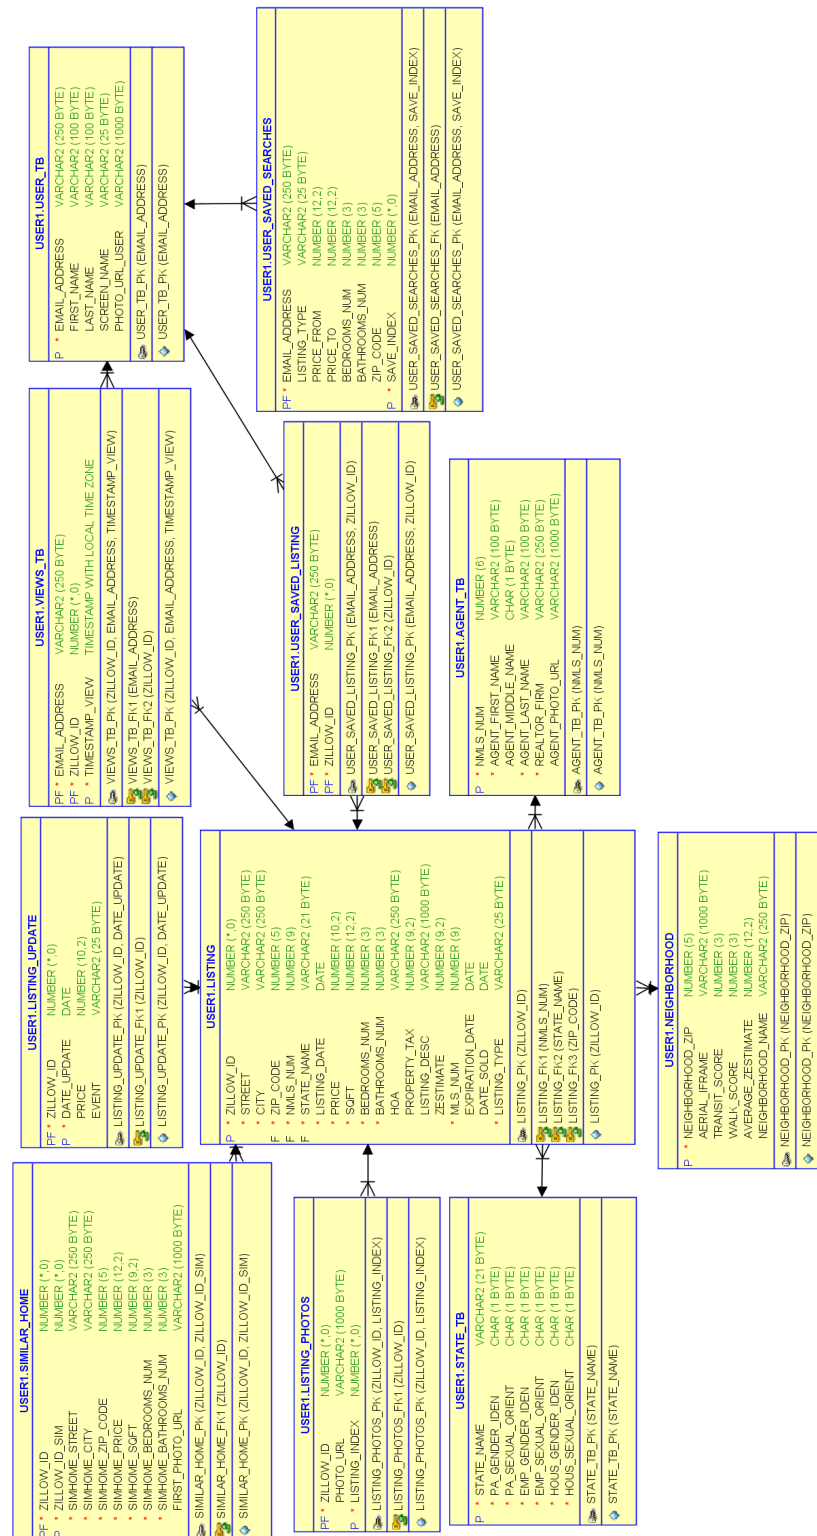 USER1.SIMILAR_HOME
PF * ZILLOW_ID NUMBER (*,0)
P * ZILLOW_ID_SIM NUMBER (*,0)
* SIMHOME_STREET VARCHAR2 (250 BYTE)
* SIMHOME_CITY VARCHAR2 (250 BYTE)
* SIMHOME_ZIP_CODE NUMBER (5)
* SIMHOME_PRICE NUMBER (12,2)
* SIMHOME_SQFT NUMBER (9,2)
* SIMHOME_BEDROOMS_NUM NUMBER (3)
* SIMHOME_BATHROOMS_NUM NUMBER (3)
FIRST_PHOTO_URL VARCHAR2 (1000 BYTE)
SIMILAR_HOME_PK (ZILLOW_ID, ZILLOW_ID_SIM)
SIMILAR_HOME_FK1 (ZILLOW_ID)
SIMILAR_HOME_PK (ZILLOW_ID, ZILLOW_ID_SIM)
USER1.LISTING_UPDATE
PF * ZILLOW_ID NUMBER (*,0)
P * DATE_UPDATE DATE
PRICE NUMBER (10,2)
EVENT VARCHAR2 (25 BYTE)
LISTING_UPDATE_PK (ZILLOW_ID, DATE_UPDATE)
LISTING_UPDATE_FK1 (ZILLOW_ID)
LISTING_UPDATE_PK (ZILLOW_ID, DATE_UPDATE)
USER1.VIEWS_TB
PF * EMAIL_ADDRESS VARCHAR2 (250 BYTE)
PF * ZILLOW_ID NUMBER (*,0)
P * TIMESTAMP_VIEW TIMESTAMP WITH LOCAL TIME ZONE
VIEWS_TB_PK (ZILLOW_ID, EMAIL_ADDRESS, TIMESTAMP_VIEW)
VIEWS_TB_FK1 (EMAIL_ADDRESS)
VIEWS_TB_FK2 (ZILLOW_ID)
VIEWS_TB_PK (ZILLOW_ID, EMAIL_ADDRESS, TIMESTAMP_VIEW)
USER1.USER_TB
P * EMAIL_ADDRESS VARCHAR2 (250 BYTE)
FIRST_NAME VARCHAR2 (100 BYTE)
LAST_NAME VARCHAR2 (100 BYTE)
SCREEN_NAME VARCHAR2 (25 BYTE)
PHOTO_URL_USER VARCHAR2 (1000 BYTE)
USER_TB_PK (EMAIL_ADDRESS)
USER_TB_PK (EMAIL_ADDRESS)
USER1.LISTING_PHOTOS
PF * ZILLOW_ID NUMBER (*,0)
PHOTO_URL VARCHAR2 (1000 BYTE)
P * LISTING_INDEX NUMBER (*,0)
LISTING_PHOTOS_PK (ZILLOW_ID, LISTING_INDEX)
LISTING_PHOTOS_FK1 (ZILLOW_ID)
LISTING_PHOTOS_PK (ZILLOW_ID, LISTING_INDEX)
USER1.LISTING
P * ZILLOW_ID NUMBER (*,0)
* STREET VARCHAR2 (250 BYTE)
* CITY VARCHAR2 (250 BYTE)
F * ZIP_CODE NUMBER (5)
F * NMLS_NUM NUMBER (9)
F * STATE_NAME VARCHAR2 (21 BYTE)
* LISTING_DATE DATE
* PRICE NUMBER (10,2)
* SQFT NUMBER (12,2)
* BEDROOMS_NUM NUMBER (3)
* BATHROOMS_NUM NUMBER (3)
HOA VARCHAR2 (250 BYTE)
PROPERTY_TAX NUMBER (9,2)
LISTING_DESC VARCHAR2 (1000 BYTE)
ZESTIMATE NUMBER (9,2)
* MLS_NUM NUMBER (9)
EXPIRATION_DATE DATE
DATE_SOLD DATE
* LISTING_TYPE VARCHAR2 (25 BYTE)
LISTING_PK (ZILLOW_ID)
LISTING_FK1 (NMLS_NUM)
LISTING_FK2 (STATE_NAME)
LISTING_FK3 (ZIP_CODE)
LISTING_PK (ZILLOW_ID)
USER1.USER_SAVED_LISTING
PF * EMAIL_ADDRESS VARCHAR2 (250 BYTE)
PF * ZILLOW_ID NUMBER (*,0)
USER_SAVED_LISTING_PK (EMAIL_ADDRESS, ZILLOW_ID)
USER_SAVED_LISTING_FK1 (EMAIL_ADDRESS)
USER_SAVED_LISTING_FK2 (ZILLOW_ID)
USER_SAVED_LISTING_PK (EMAIL_ADDRESS, ZILLOW_ID)
USER1.USER_SAVED_SEARCHES
PF * EMAIL_ADDRESS VARCHAR2 (250 BYTE)
LISTING_TYPE VARCHAR2 (25 BYTE)
PRICE_FROM NUMBER (12,2)
PRICE_TO NUMBER (12,2)
BEDROOMS_NUM NUMBER (3)
BATHROOMS_NUM NUMBER (3)
ZIP_CODE NUMBER (5)
P * SAVE_INDEX NUMBER (*,0)
USER_SAVED_SEARCHES_PK (EMAIL_ADDRESS, SAVE_INDEX)
USER_SAVED_SEARCHES_FK (EMAIL_ADDRESS)
USER_SAVED_SEARCHES_PK (EMAIL_ADDRESS, SAVE_INDEX)
USER1.STATE_TB
P * STATE_NAME VARCHAR2 (21 BYTE)
* PA_GENDER_IDEN CHAR (1 BYTE)
* PA_SEXUAL_ORIENT CHAR (1 BYTE)
* EMP_GENDER_IDEN CHAR (1 BYTE)
* EMP_SEXUAL_ORIENT CHAR (1 BYTE)
* HOUS_GENDER_IDEN CHAR (1 BYTE)
* HOUS_SEXUAL_ORIENT CHAR (1 BYTE)
STATE_TB_PK (STATE_NAME)
STATE_TB_PK (STATE_NAME)
USER1.AGENT_TB
P * NMLS_NUM NUMBER (6)
* AGENT_FIRST_NAME VARCHAR2 (100 BYTE)
AGENT_MIDDLE_NAME CHAR (1 BYTE)
* AGENT_LAST_NAME VARCHAR2 (100 BYTE)
* REALTOR_FIRM VARCHAR2 (250 BYTE)
AGENT_PHOTO_URL VARCHAR2 (1000 BYTE)
AGENT_TB_PK (NMLS_NUM)
AGENT_TB_PK (NMLS_NUM)
USER1.NEIGHBORHOOD
P * NEIGHBORHOOD_ZIP NUMBER (5)
AERIAL_IFRAME VARCHAR2 (1000 BYTE)
TRANSIT_SCORE NUMBER (3)
WALK_SCORE NUMBER (3)
AVERAGE_ZESTIMATE NUMBER (12,2)
NEIGHBORHOOD_NAME VARCHAR2 (250 BYTE)
NEIGHBORHOOD_PK (NEIGHBORHOOD_ZIP)
NEIGHBORHOOD_PK (NEIGHBORHOOD_ZIP)